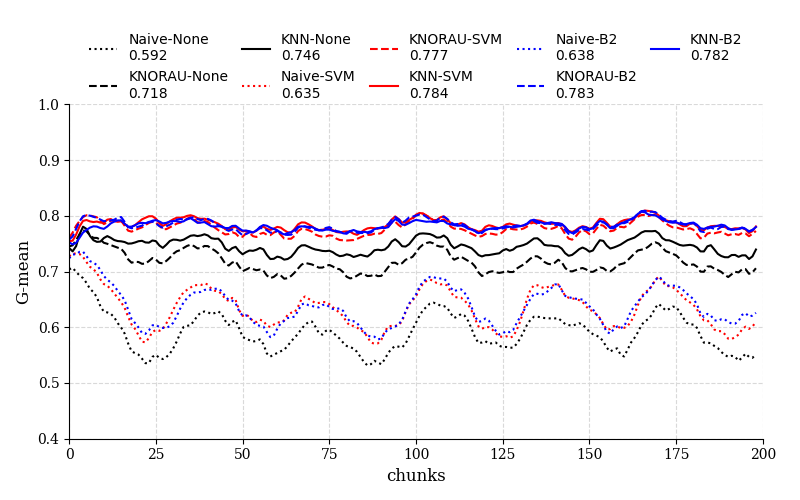 Naive-None KNN-None KNORAU-SVM Naive-B2 KNN-B2
0.592 0.746 0.777 0.638 0.782
KNORAU-None Naive-SVM KNN-SVM KNORAU-B2
0.718 0.635 0.784 0.783
1.0
0.9
0.8
0.7
0.6
0.5
0.4
G-mean
0 25 50 75 100 125 150 175 200
chunks